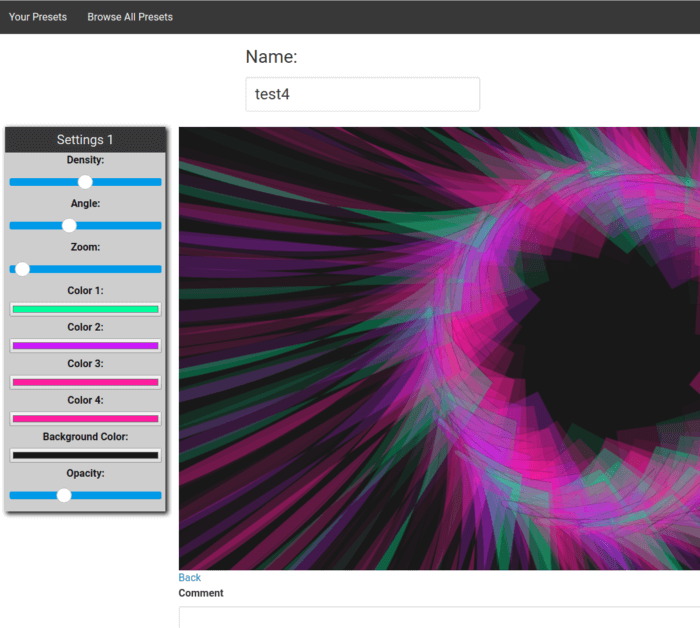 Your Presets Browse All Presets
Name:
test4
Settings 1
Density:
Angle:
Zoom:
Color 1:
Color 2:
Color 3:
Color 4:
Background Color:
Opacity:
Back
Comment